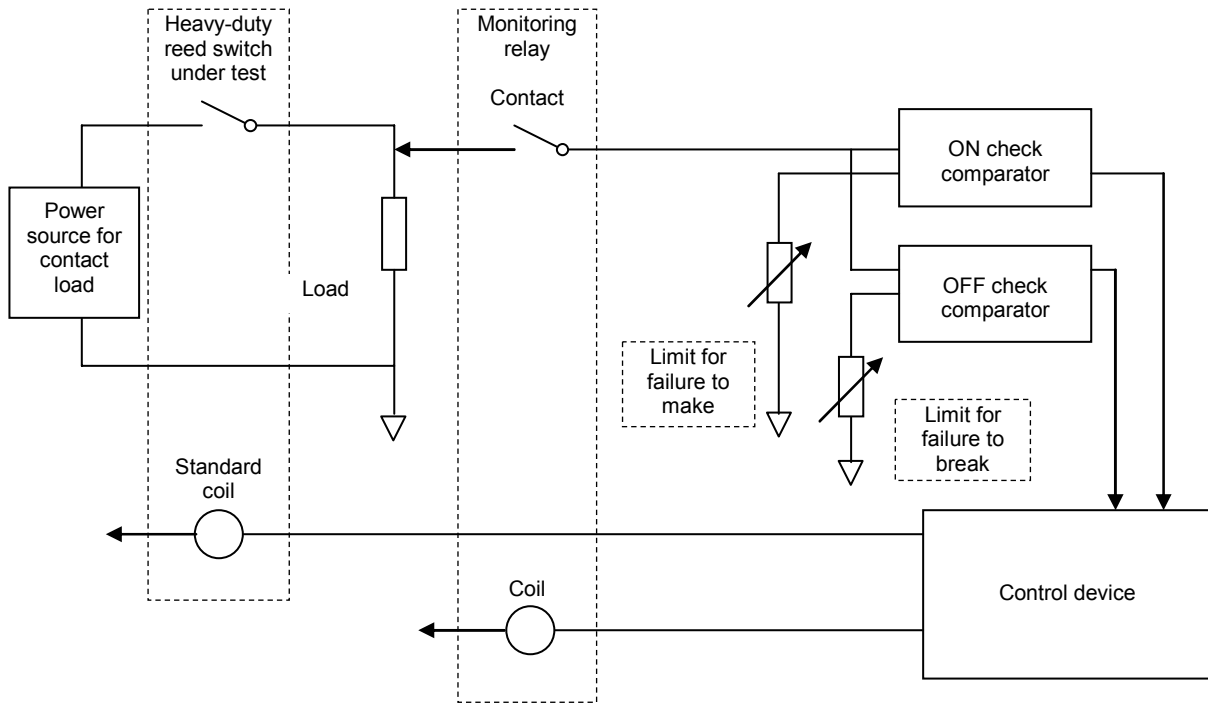 Heavy-duty
reed switch
under test
Monitoring
relay
Contact
ON check
comparator
Power
source for
contact
load
Load
OFF check
comparator
Limit for
failure to
make
Limit for
failure to
break
Standard
coil
Coil
Control device